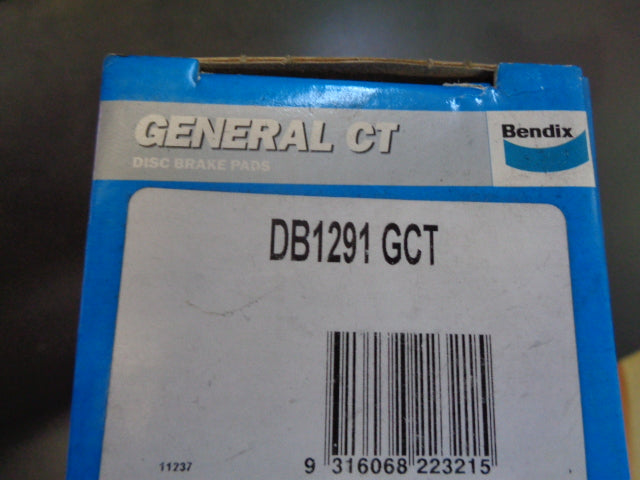 GENERAL CT
Bendix
DISC BRAKE PADS
DB1291 GCT
11237
9 316068 223215